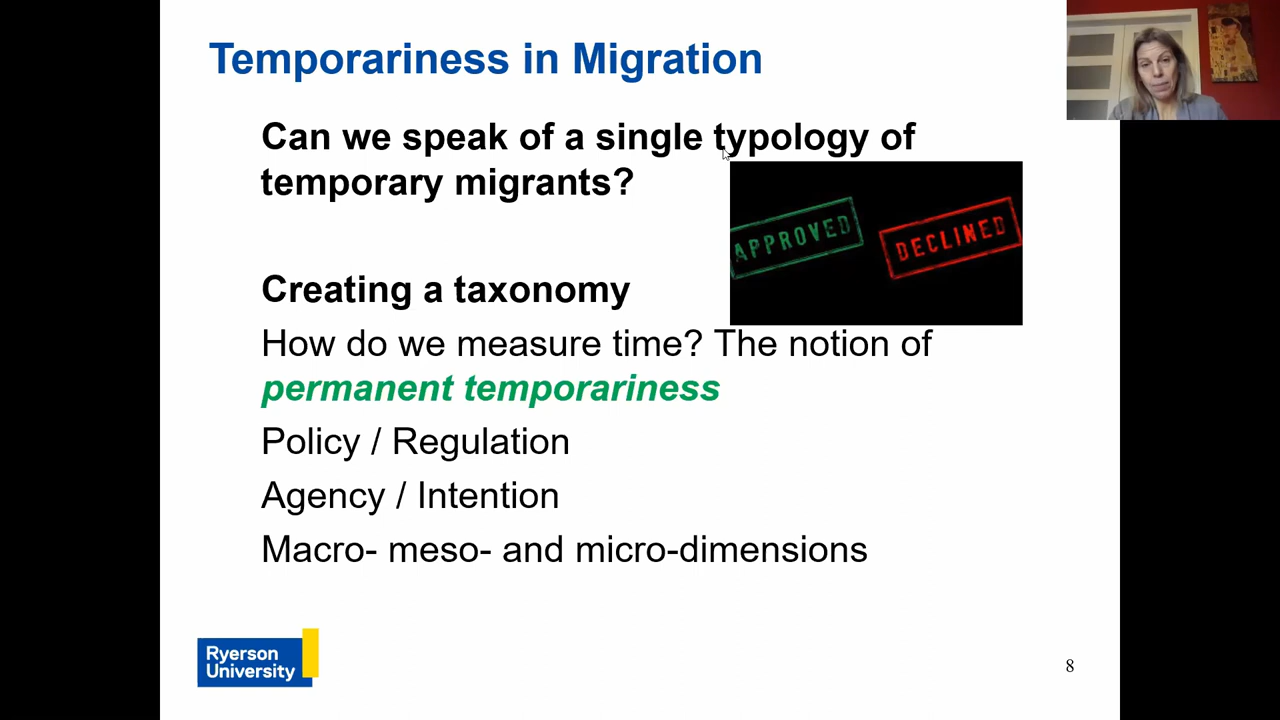 Temporariness in Migration
Can we speak of a single typology of
temporary migrants?
APPROVED
DECLINED
Creating a taxonomy
How do we measure time? The notion of
permanent temporariness
Policy / Regulation
Agency / Intention
Macro- meso- and micro-dimensions
Ryerson
University
8